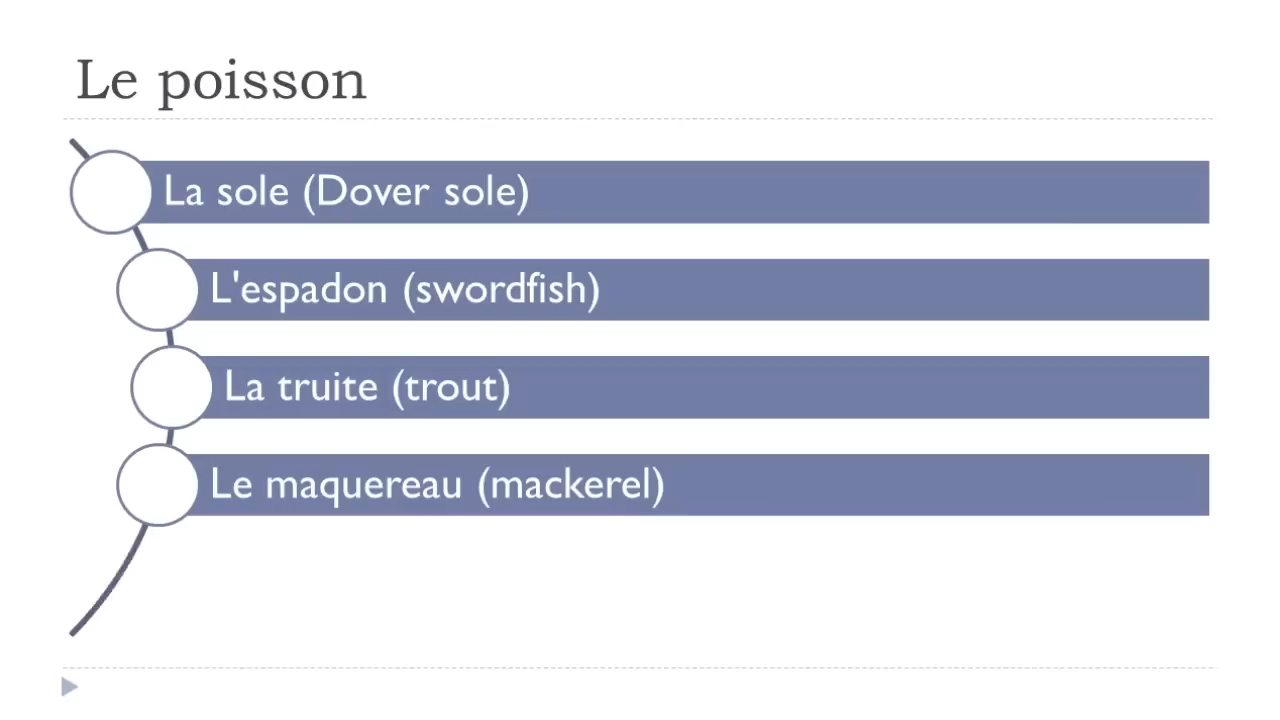 Le poisson
La sole (Dover sole)
L'espadon (swordfish)
La truite (trout)
Le maquereau (mackerel)